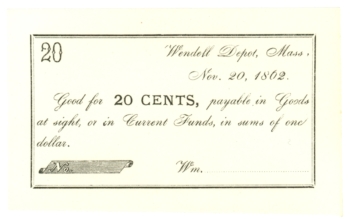 20
Wendell Depot, Mass.
Nov. 20, 1862.
Good for 20 CENTS, payable in Goods
at sight, or in Current Funds, in sums of one
dollar.
Wm.